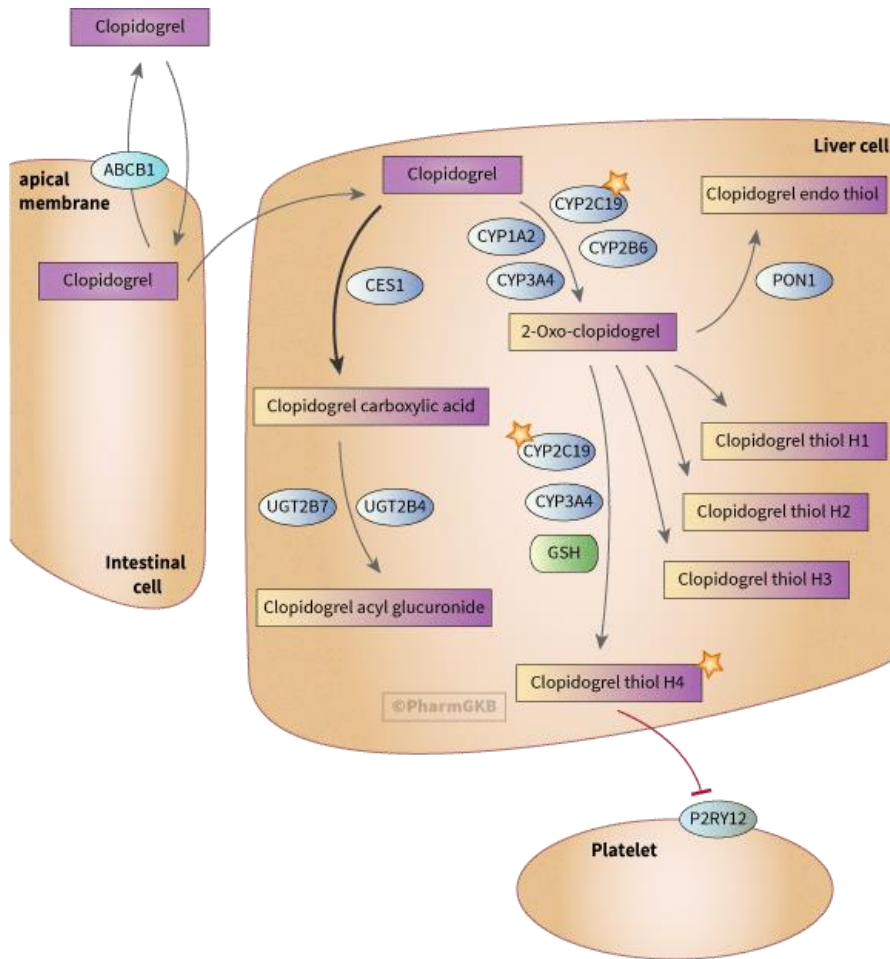 Clopidogrel
ABCB1
apical
membrane
Clopidogrel
Intestinal
cell
Liver cell
Clopidogrel
CYP2C19
CYP1A2
CYP2B6
CYP3A4
Clopidogrel endo thiol
PON1
CES1
2-Oxo-clopidogrel
Clopidogrel carboxylic acid
UGT2B7
UGT2B4
Clopidogrel acyl glucuronide
CYP2C19
CYP3A4
GSH
Clopidogrel thiol H1
Clopidogrel thiol H2
Clopidogrel thiol H3
Clopidogrel thiol H4
©PharmGKB
P2RY12
Platelet